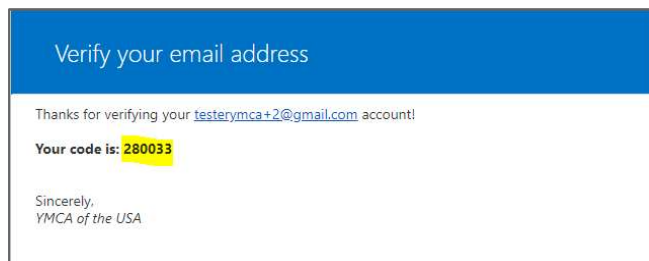 Verify your email address
Thanks for verifying your testerymca+2@gmail.com account!
Your code is: 280033
Sincerely,
YMCA of the USA